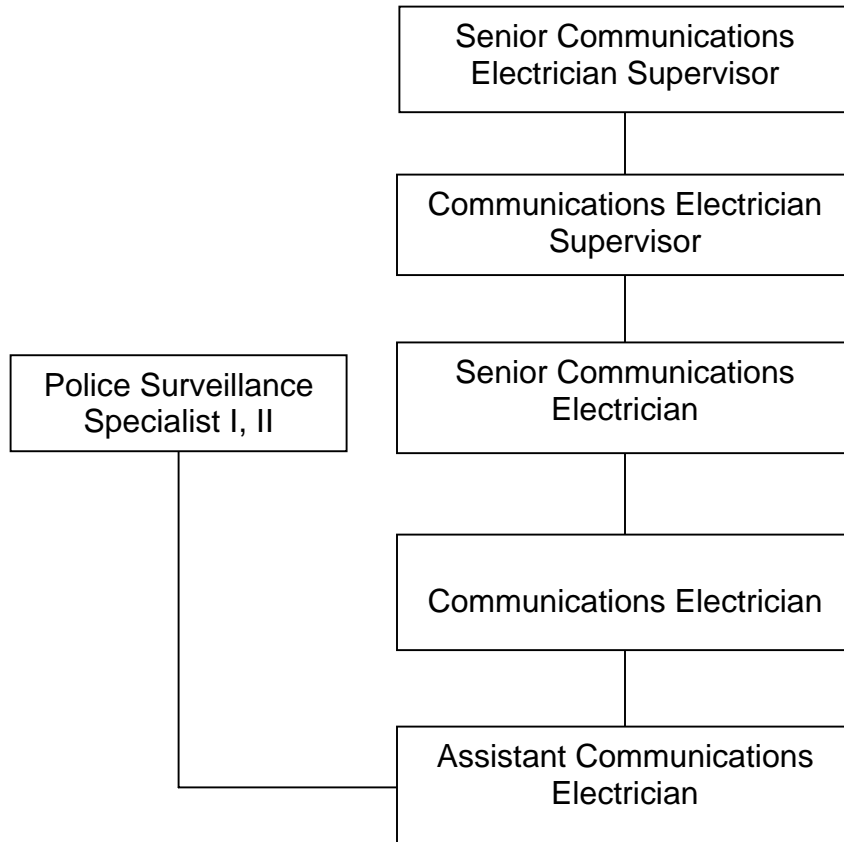 Senior Communications
Electrician Supervisor
Communications Electrician
Supervisor
Senior Communications
Electrician
Police Surveillance
Specialist I, II
Communications Electrician
Assistant Communications
Electrician